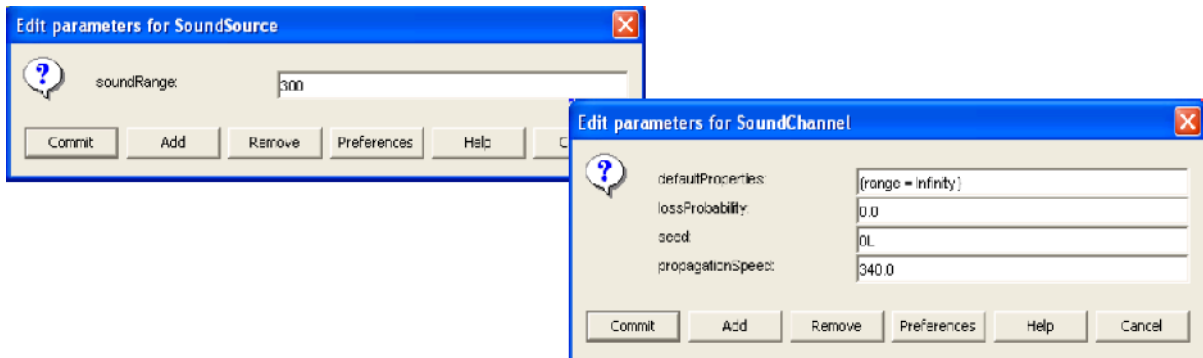 Edit parameters for SoundSource
soundRange: 300
Commit Add Remove Preferences Help C
Edit parameters for SoundChannel
defaultProperties: {range = Infinity}
lossProbability: 0.0
seed: 0L
propagationSpeed: 340.0
Commit Add Remove Preferences Help Cancel